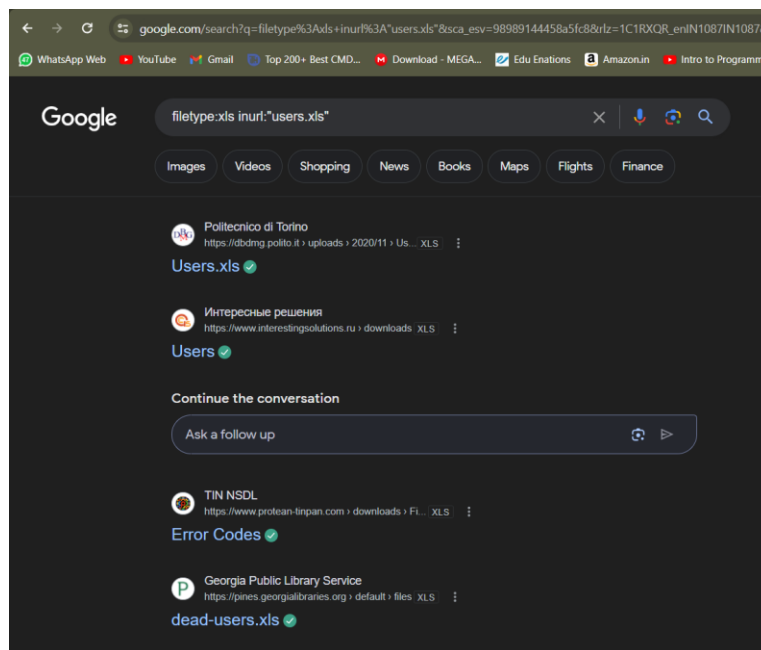 google.com/search?q=filetype%3Axls+inurl%3A"users.xls"&sca_esv=98989144458a5fc8&rlz=1C1RXQR_enIN1087IN1087
WhatsApp Web YouTube Gmail Top 200+ Best CMD... Download - MEGA... Edu Enations Amazon.in Intro to Programm
Google filetype:xls inurl:"users.xls"
Images Videos Shopping News Books Maps Flights Finance
Politecnico di Torino
https://dbdmg.polito.it › uploads › 2020/11 › Us... XLS
Users.xls
Интересные решения
https://www.interestingsolutions.ru › downloads XLS
Users
Continue the conversation
Ask a follow up
TIN NSDL
https://www.protean-tinpan.com › downloads › Fi... XLS
Error Codes
Georgia Public Library Service
https://pines.georgialibraries.org › default › files XLS
dead-users.xls